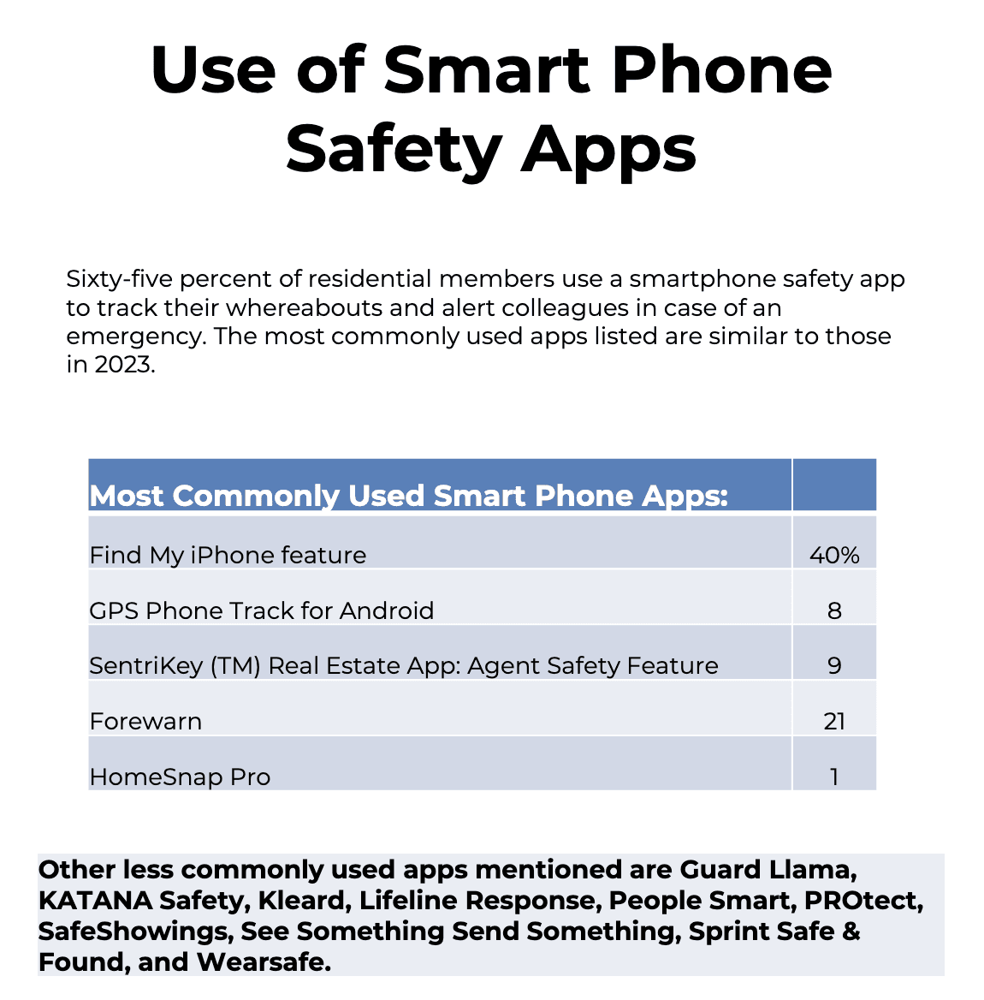 Use of Smart Phone
Safety Apps
Sixty-five percent of residential members use a smartphone safety app
to track their whereabouts and alert colleagues in case of an
emergency. The most commonly used apps listed are similar to those
in 2023.
Most Commonly Used Smart Phone Apps:
Find My iPhone feature 40%
GPS Phone Track for Android 8
SentriKey (TM) Real Estate App: Agent Safety Feature 9
Forewarn 21
HomeSnap Pro 1
Other less commonly used apps mentioned are Guard Llama,
KATANA Safety, Kleard, Lifeline Response, People Smart, PROtect,
SafeShowings, See Something Send Something, Sprint Safe &
Found, and Wearsafe.